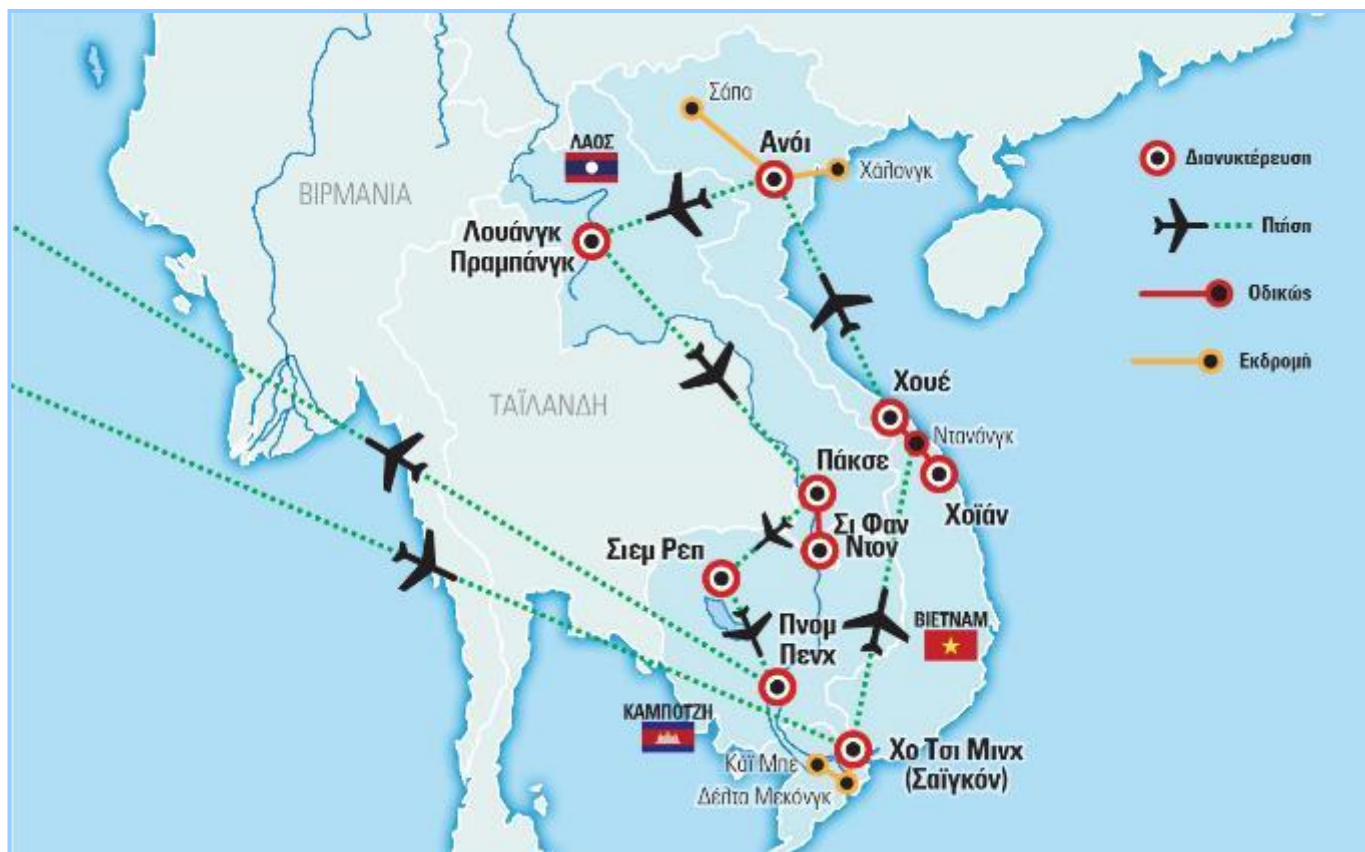 Σάπα
Ανόι
Χάλονγκ
ΛΑΟΣ
ΒΙΡΜΑΝΙΑ
Λουάνγκ
Πραμπάνγκ
Διανυκτέρευση
Πτήση
Οδικώς
Εκδρομή
ΤΑΪΛΑΝΔΗ
Χουέ
Ντανάνγκ
Χοϊάν
Πάκσε
Σι Φαν
Ντον
Σιεμ Ρεπ
Πνομ
Πενχ
ΒΙΕΤΝΑΜ
ΚΑΜΠΟΤΖΗ
Χο Τσι Μινχ
(Σαϊγκόν)
Κάϊ Μπε
Δέλτα Μεκόνγκ